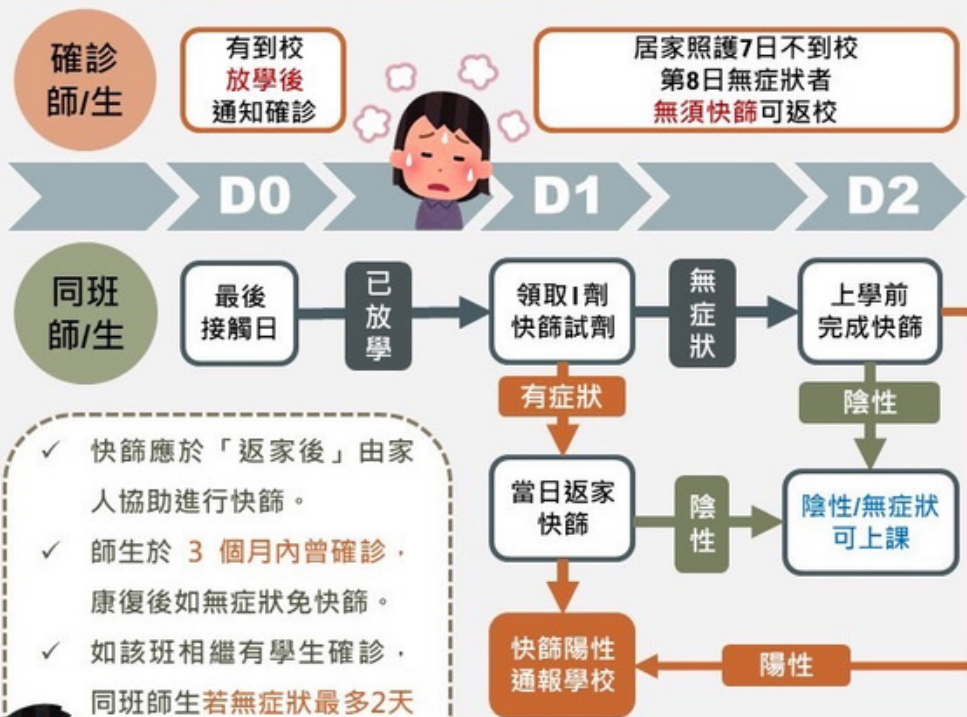 確診
師/生
有到校
放學後
通知確診
居家照護7日不到校
第8日無症狀者
無須快篩可返校
D0
D1
D2
同班
師/生
最後
接觸日
已
放
學
領取1劑
快篩試劑
無
症
狀
上學前
完成快篩
有症狀
陰性
當日返家
快篩
陰
性
陰性/無症狀
可上課
快篩陽性
通報學校
陽性
✓ 快篩應於「返家後」由家
人協助進行快篩。
✓ 師生於 3 個月內曾確診，
康復後如無症狀免快篩。
✓ 如該班相繼有學生確診，
同班師生若無症狀最多2天